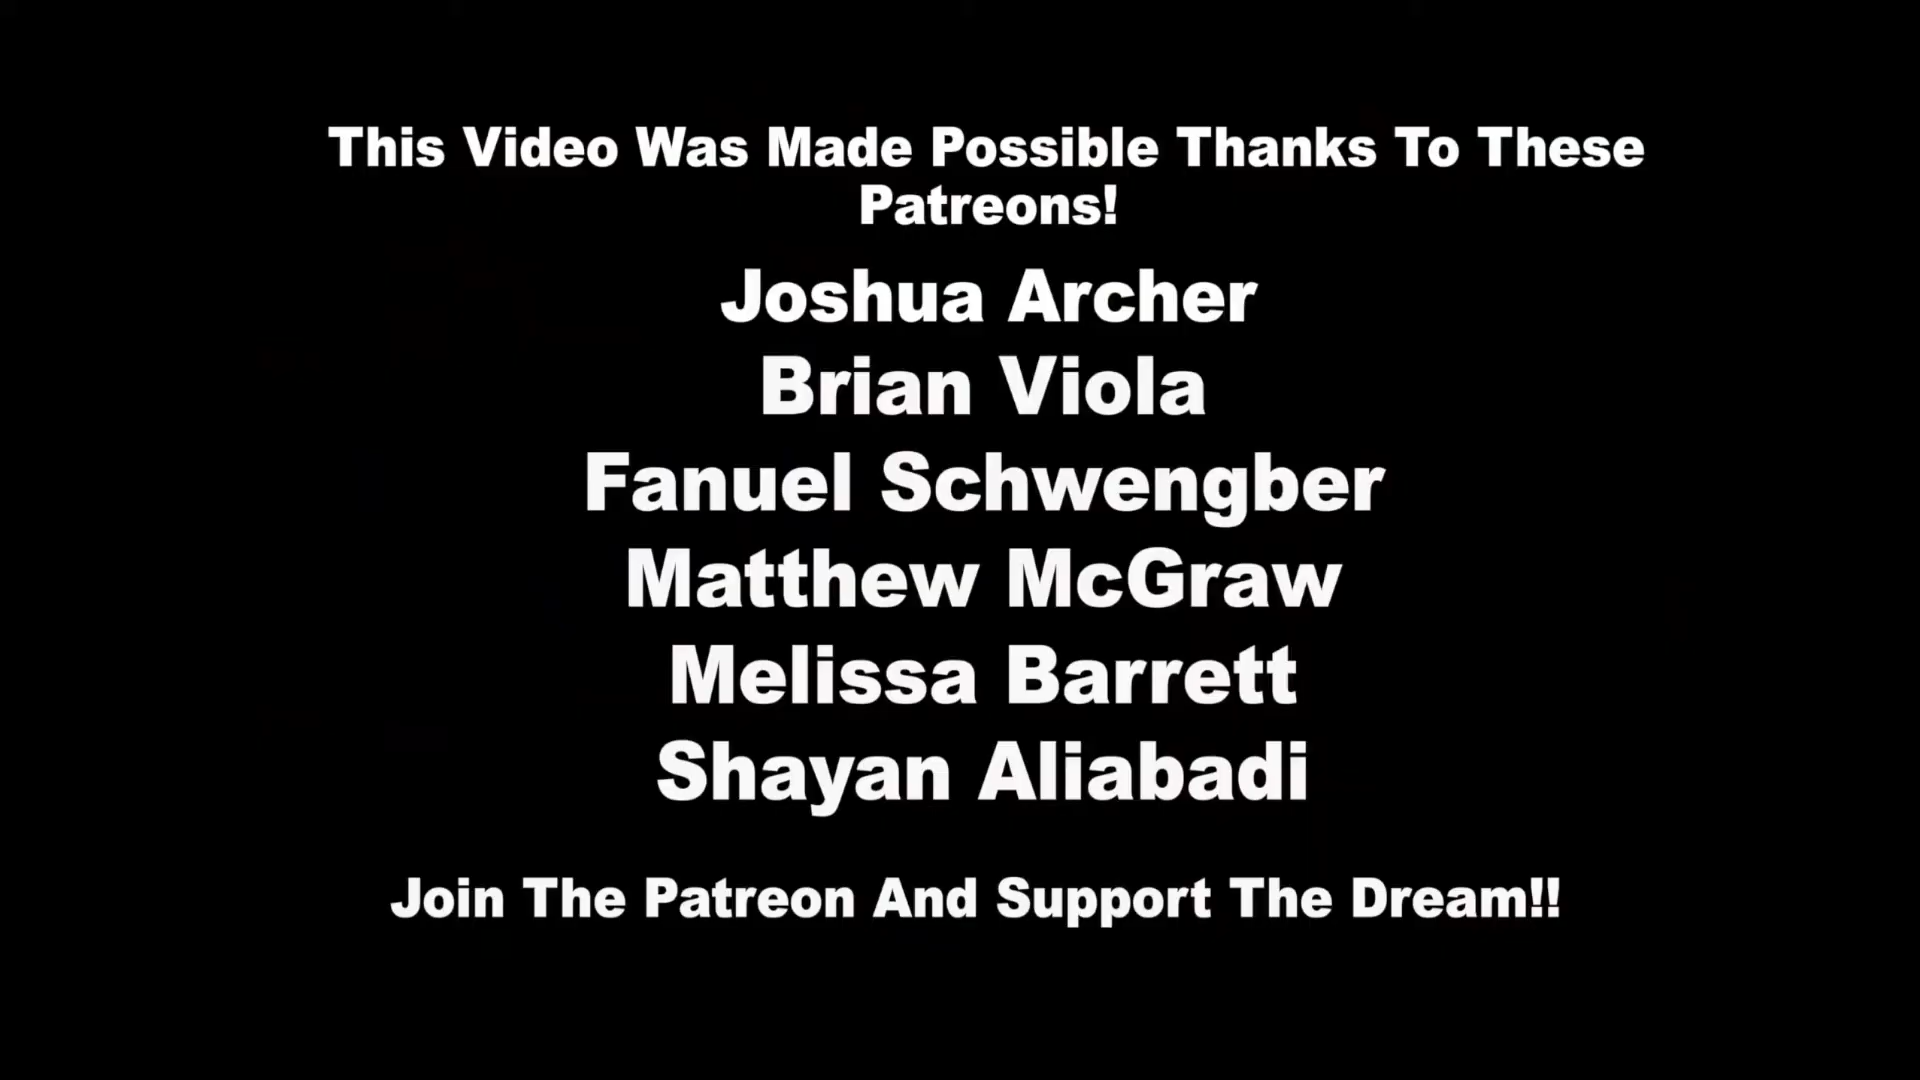 This Video Was Made Possible Thanks To These
Patreons!
Joshua Archer
Brian Viola
Fanuel Schwengber
Matthew McGraw
Melissa Barrett
Shayan Aliabadi
Join The Patreon And Support The Dream!!